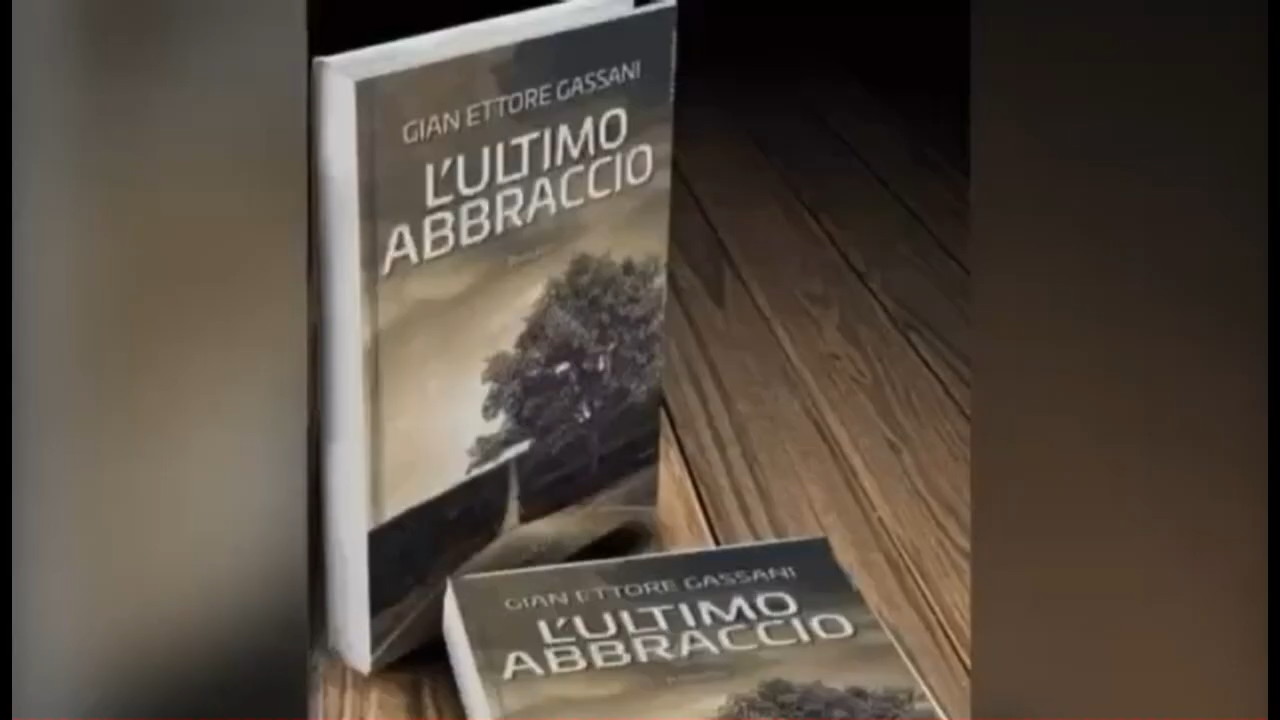 GIAN ETTORE GASSANI
L'ULTIMO
ABBRACCIO
GIAN ETTORE GASSANI
L'ULTIMO
ABBRACCIO